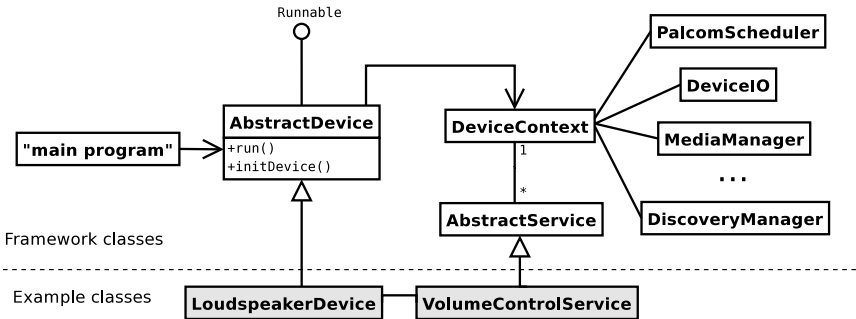 Runnable
PalcomScheduler
DeviceIO
AbstractDevice
DeviceContext
"main program"
+run()
+initDevice()
MediaManager
1
...
*
AbstractService
DiscoveryManager
Framework classes
Example classes
LoudspeakerDevice
VolumeControlService